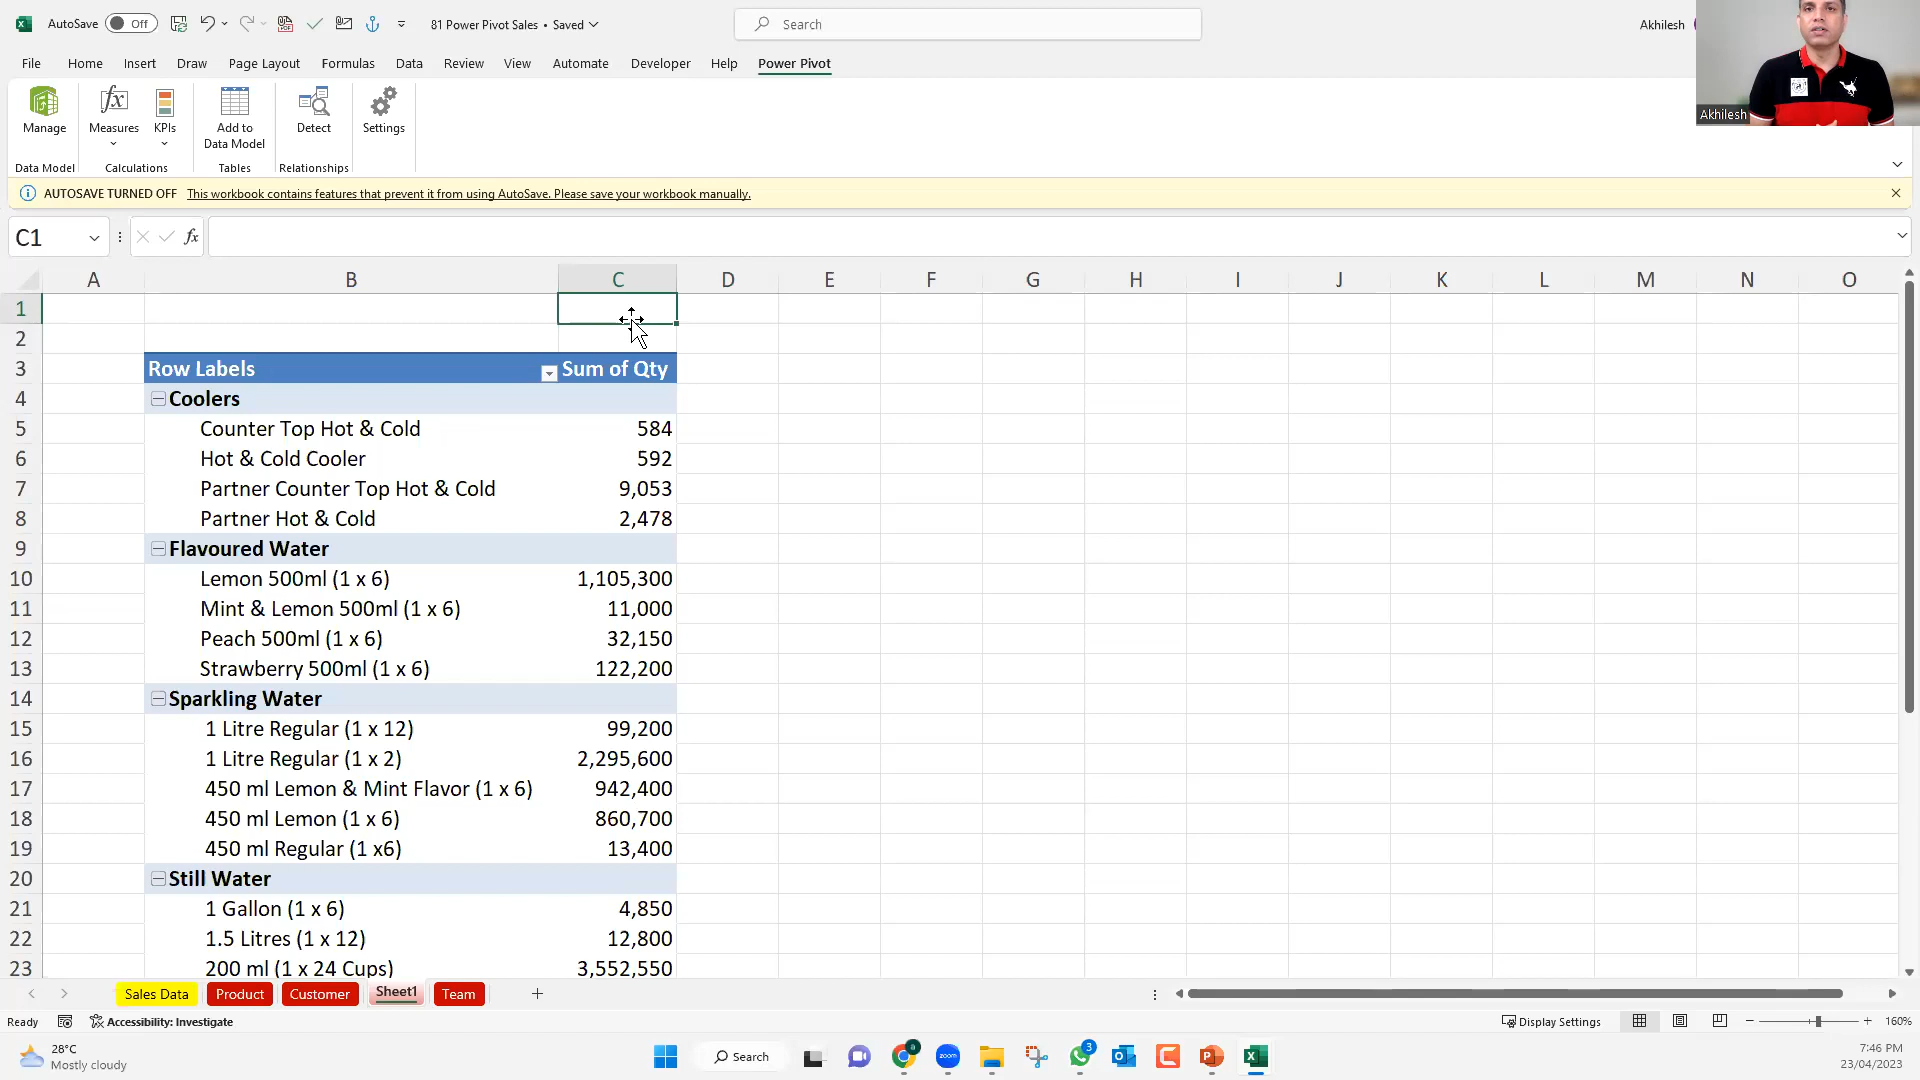 AutoSave Off 81 Power Pivot Sales • Saved Search Akhilesh
File Home Insert Draw Page Layout Formulas Data Review View Automate Developer Help Power Pivot
Manage Measures KPIs Add to Data Model Detect Settings
Data Model Calculations Tables Relationships
Akhilesh
AUTOSAVE TURNED OFF This workbook contains features that prevent it from using AutoSave. Please save your workbook manually.
C1 fx
A B C D E F G H I J K L M N O
1
2
3 Row Labels Sum of Qty
4 Coolers
5 Counter Top Hot & Cold 584
6 Hot & Cold Cooler 592
7 Partner Counter Top Hot & Cold 9,053
8 Partner Hot & Cold 2,478
9 Flavoured Water
10 Lemon 500ml (1 x 6) 1,105,300
11 Mint & Lemon 500ml (1 x 6) 11,000
12 Peach 500ml (1 x 6) 32,150
13 Strawberry 500ml (1 x 6) 122,200
14 Sparkling Water
15 1 Litre Regular (1 x 12) 99,200
16 1 Litre Regular (1 x 2) 2,295,600
17 450 ml Lemon & Mint Flavor (1 x 6) 942,400
18 450 ml Lemon (1 x 6) 860,700
19 450 ml Regular (1 x6) 13,400
20 Still Water
21 1 Gallon (1 x 6) 4,850
22 1.5 Litres (1 x 12) 12,800
23 200 ml (1 x 24 Cups) 3,552,550
Sales Data Product Customer Sheet1 Team
Ready Accessibility: Investigate Display Settings 160%
28°C
Mostly cloudy
Search
zoom
3
7:46 PM
23/04/2023